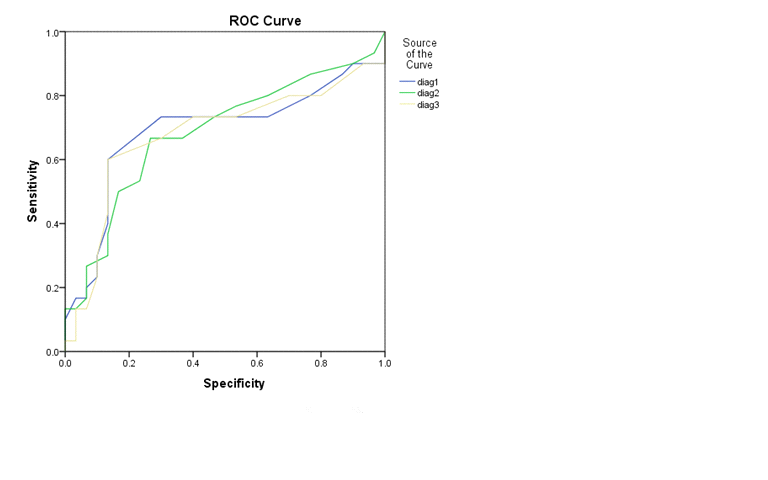 ROC Curve
Source
of the
Curve
diag1
diag2
diag3
Sensitivity
1.0
0.8
0.6
0.4
0.2
0.0
0.0 0.2 0.4 0.6 0.8 1.0
Specificity